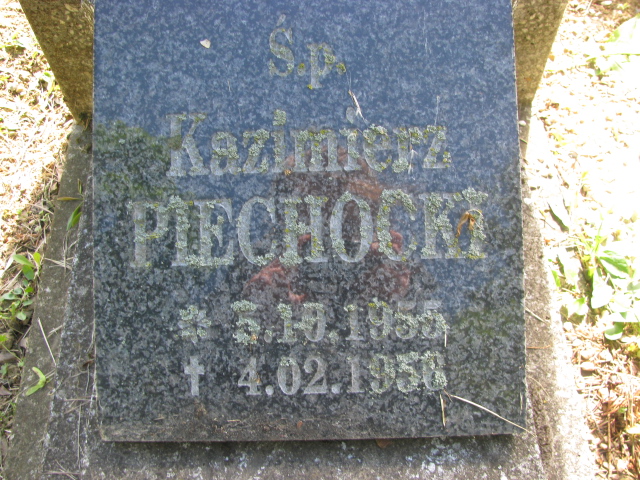 Ś.p.
Kazimierz
PIECHOCKI
* 5.10.1955
† 4.02.1956